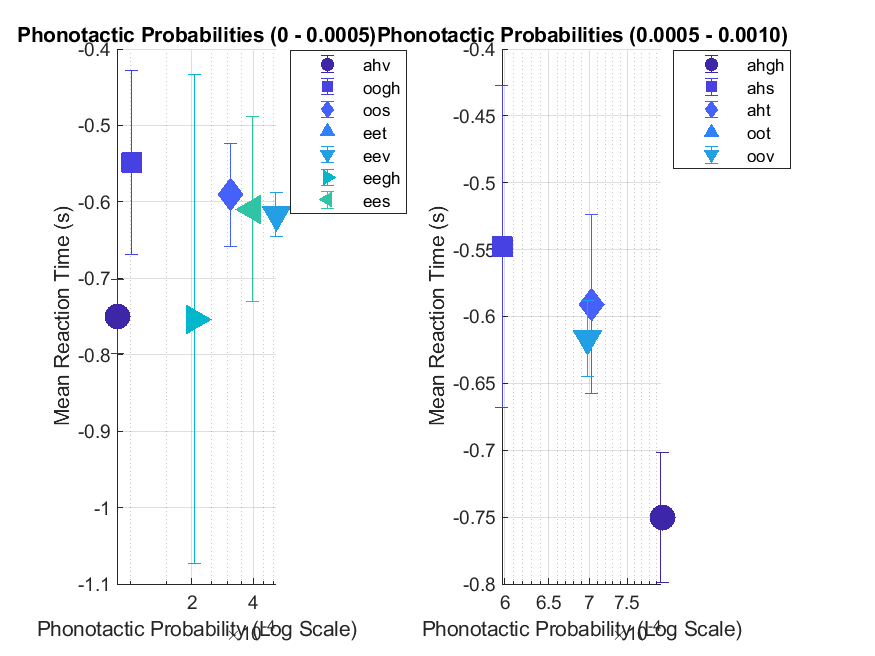 Phonotactic Probabilities (0 - 0.0005)
-0.4
-0.5
-0.6
-0.7
-0.8
-0.9
-1
-1.1
Mean Reaction Time (s)
2 4
×10⁻⁴
Phonotactic Probability (Log Scale)
ahv
oogh
oos
eet
eev
eegh
ees
Phonotactic Probabilities (0.0005 - 0.0010)
-0.4
-0.45
-0.5
-0.55
-0.6
-0.65
-0.7
-0.75
-0.8
Mean Reaction Time (s)
6 6.5 7 7.5
×10⁻⁴
Phonotactic Probability (Log Scale)
ahgh
ahs
aht
oot
oov